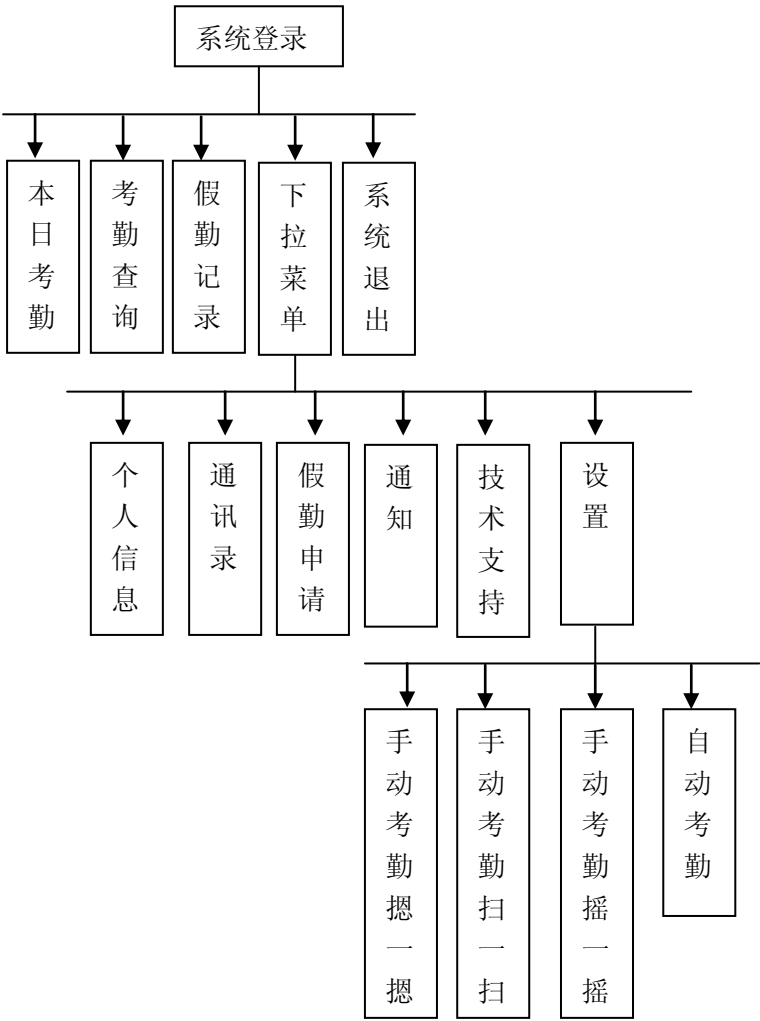 系统登录
本日考勤
考勤查询
假勤记录
下拉菜单
系统退出
个人信息
通讯录
假勤申请
通知
技术支持
设置
手动考勤摁一摁
手动考勤扫一扫
手动考勤摇一摇
自动考勤